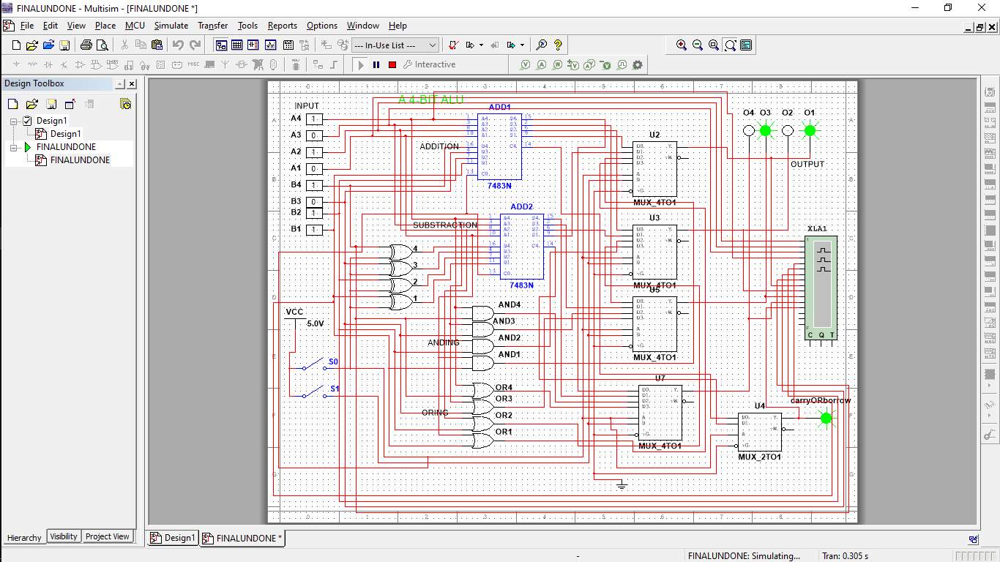 FINALUNDONE - Multisim - [FINALUNDONE *]
File Edit View Place MCU Simulate Transfer Tools Reports Options Window Help
--- In-Use List ---
Interactive
Design Toolbox
Design1
Design1
FINALUNDONE
FINALUNDONE
A 4-BIT ALU
INPUT
A4 1
A3 0
A2 1
A1 0
B4 1
B3 0
B2 1
B1 1
ADD1
ADDITION
7483N
ADD2
SUBSTRACTION
7483N
4
3
2
1
VCC
5.0V
S0
S1
AND4
AND3
ANDING
AND2
AND1
OR4
OR3
ORING
OR2
OR1
U2
MUX_4TO1
U3
MUX_4TO1
U5
MUX_4TO1
U7
MUX_4TO1
U4
MUX_2TO1
O4 O3 O2 O1
OUTPUT
XLA1
C Q T
carryORborrow
Hierarchy Visibility Project View
Design1 FINALUNDONE *
FINALUNDONE: Simulating... Tran: 0.305 s